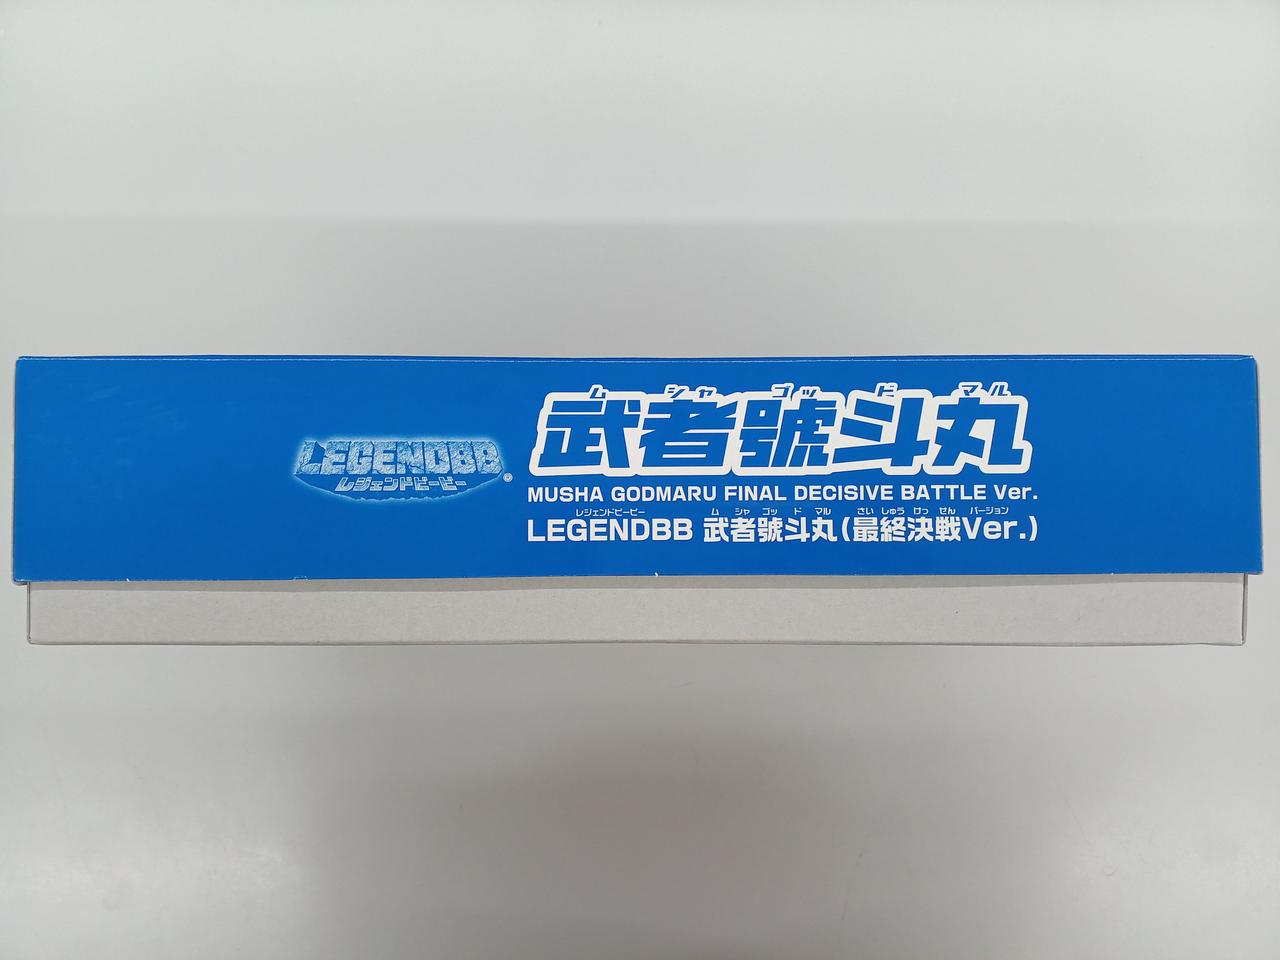 LEGENDBB
レジェンドビービー
ムシャゴッドマル
武者號斗丸
MUSHA GODMARU FINAL DECISIVE BATTLE Ver.
レジェンドビービー ム シャ ゴッ ド マル さい しゅう けっ せん バージョン
LEGENDBB 武者號斗丸(最終決戦Ver.)